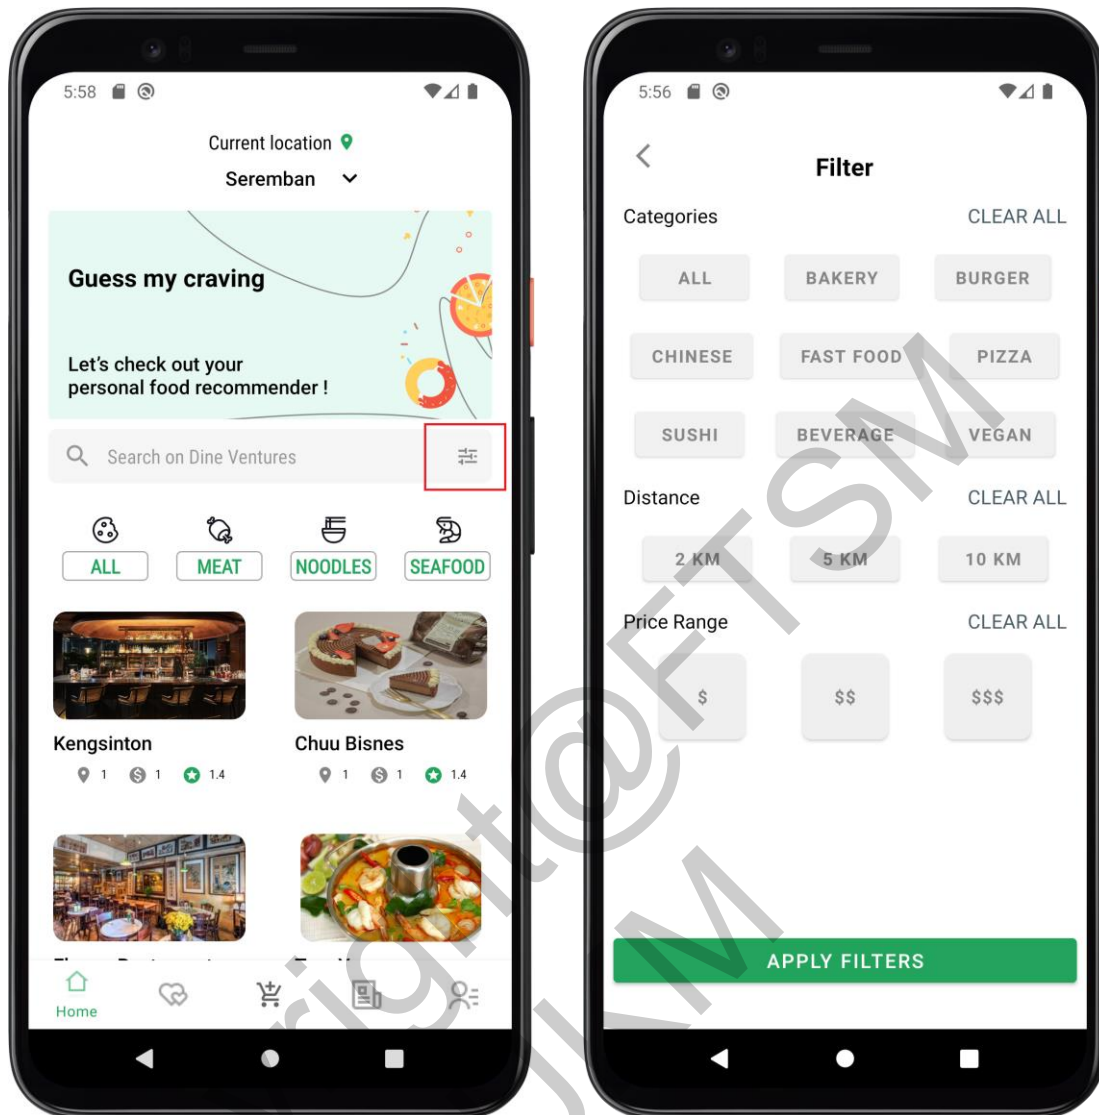 5:58
Current location
Seremban
Guess my craving
Let's check out your
personal food recommender !
Search on Dine Ventures
ALL MEAT NOODLES SEAFOOD
Kengsinton Chuu Bisnes
1 1 1.4 1 1 1.4
Home
5:56
Filter
Categories CLEAR ALL
ALL BAKERY BURGER
CHINESE FAST FOOD PIZZA
SUSHI BEVERAGE VEGAN
Distance CLEAR ALL
2 KM 5 KM 10 KM
Price Range CLEAR ALL
$ $$ $$$
APPLY FILTERS
right@FTSM
UKM